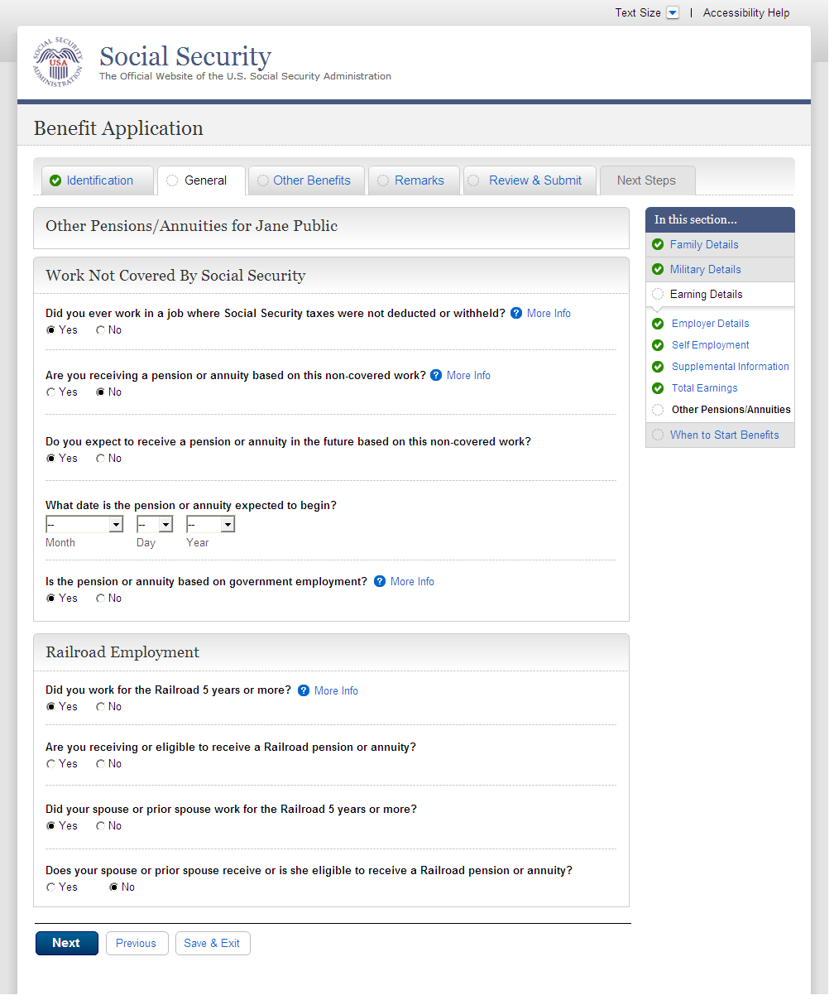 Text Size | Accessibility Help
SOCIAL SECURITY ADMINISTRATION
USA
Social Security
The Official Website of the U.S. Social Security Administration
Benefit Application
Identification General Other Benefits Remarks Review & Submit Next Steps
Other Pensions/Annuities for Jane Public
Work Not Covered By Social Security
Did you ever work in a job where Social Security taxes were not deducted or withheld? ? More Info
Yes No
Are you receiving a pension or annuity based on this non-covered work? ? More Info
Yes No
Do you expect to receive a pension or annuity in the future based on this non-covered work?
Yes No
What date is the pension or annuity expected to begin?
-- -- --
Month Day Year
Is the pension or annuity based on government employment? ? More Info
Yes No
Railroad Employment
Did you work for the Railroad 5 years or more? ? More Info
Yes No
Are you receiving or eligible to receive a Railroad pension or annuity?
Yes No
Did your spouse or prior spouse work for the Railroad 5 years or more?
Yes No
Does your spouse or prior spouse receive or is she eligible to receive a Railroad pension or annuity?
Yes No
Next Previous Save & Exit
In this section...
Family Details
Military Details
Earning Details
Employer Details
Self Employment
Supplemental Information
Total Earnings
Other Pensions/Annuities
When to Start Benefits